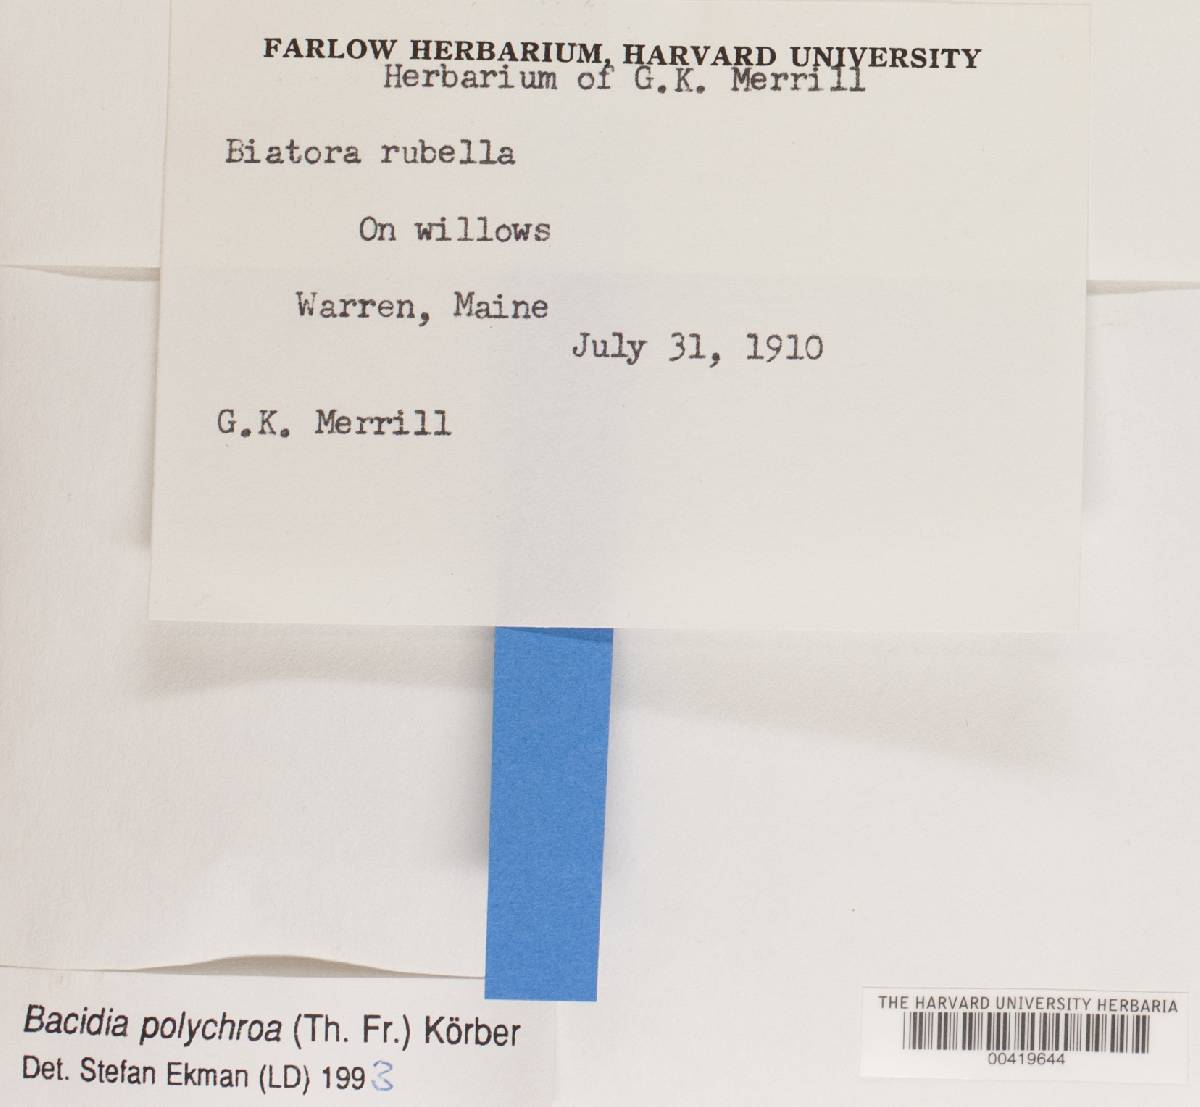 FARLOW HERBARIUM, HARVARD UNIVERSITY
Herbarium of G.K. Merrill
Biatora rubella
On willows
Warren, Maine
July 31, 1910
G.K. Merrill
Bacidia polychroa (Th. Fr.) Körber
Det. Stefan Ekman (LD) 1993
THE HARVARD UNIVERSITY HERBARIA
00419644